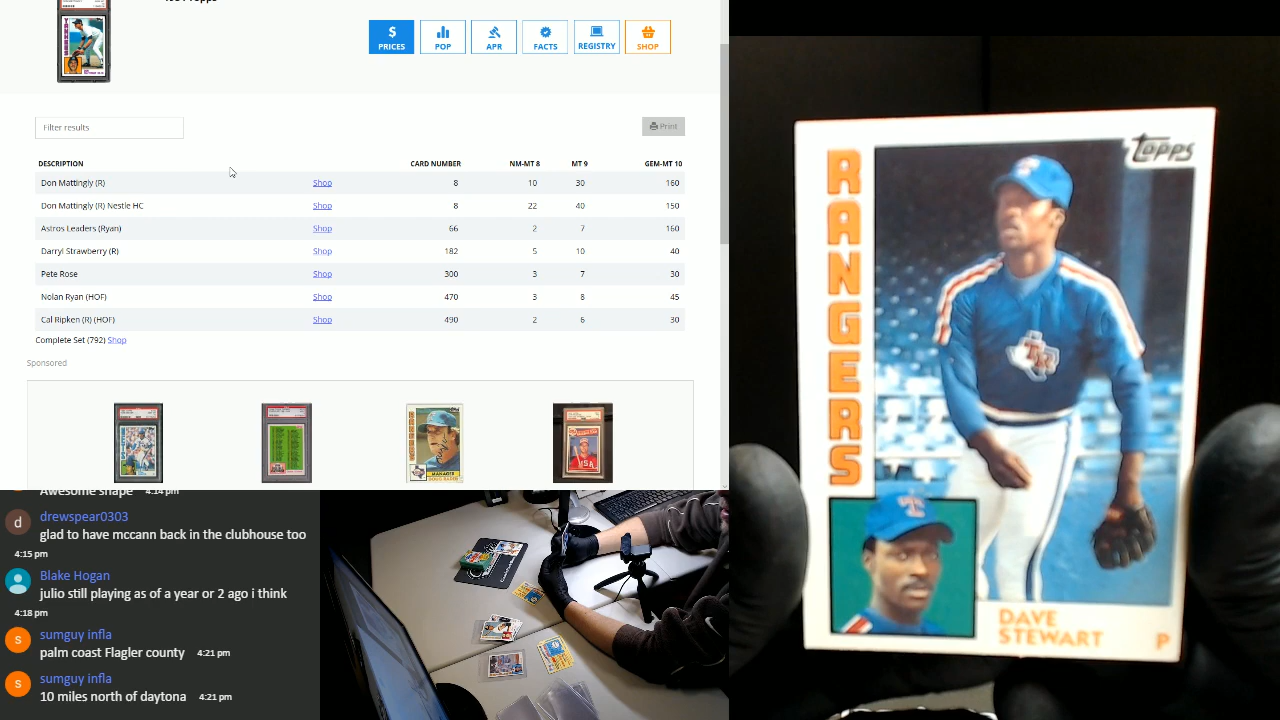 PRICES
POP
APR
FACTS
REGISTRY
SHOP
Filter results
Print
DESCRIPTION CARD NUMBER NM-MT 8 MT 9 GEM-MT 10
Don Mattingly (R) Shop 8 10 30 160
Don Mattingly (R) Nestle HC Shop 8 22 40 150
Astros Leaders (Ryan) Shop 66 2 7 160
Darryl Strawberry (R) Shop 182 5 10 40
Pete Rose Shop 300 3 7 30
Nolan Ryan (HOF) Shop 470 3 8 45
Cal Ripken (R) (HOF) Shop 490 2 6 30
Complete Set (792) Shop
Sponsored
Awesome shape 4:14 pm
d
drewspear0303
glad to have mccann back in the clubhouse too
4:15 pm
Blake Hogan
julio still playing as of a year or 2 ago i think
4:18 pm
s
sumguy infla
palm coast Flagler county 4:21 pm
s
sumguy infla
10 miles north of daytona 4:21 pm
Topps
RANGERS
DAVE
STEWART
P